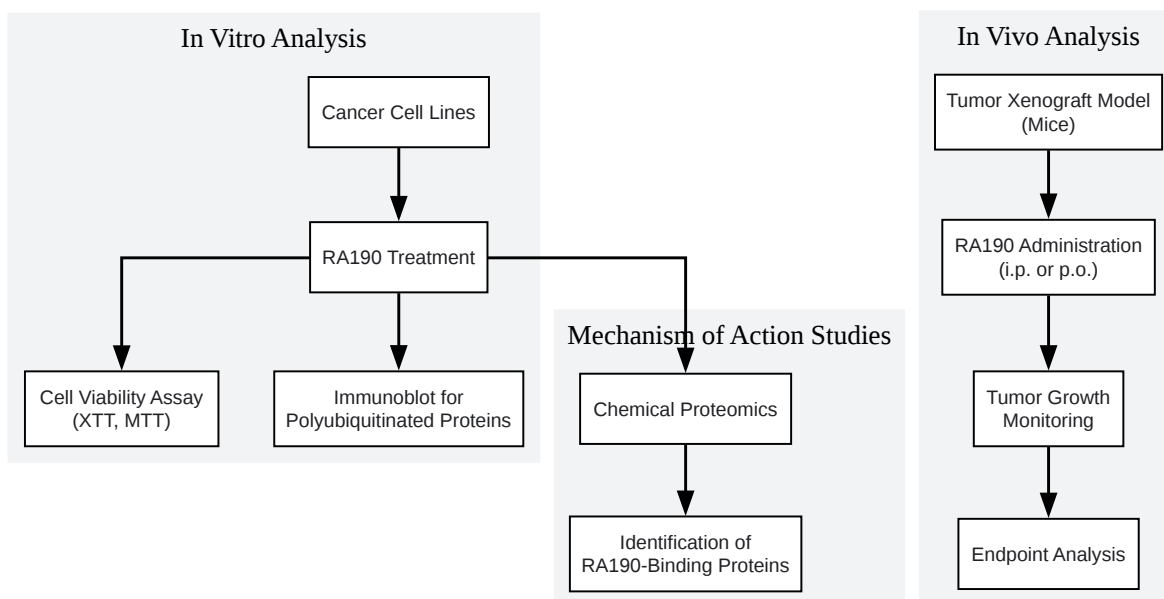 In Vitro Analysis
Cancer Cell Lines
RA190 Treatment
Cell Viability Assay
(XTT, MTT)
Immunoblot for
Polyubiquitinated Proteins
Mechanism of Action Studies
Chemical Proteomics
Identification of
RA190-Binding Proteins
In Vivo Analysis
Tumor Xenograft Model
(Mice)
RA190 Administration
(i.p. or p.o.)
Tumor Growth
Monitoring
Endpoint Analysis